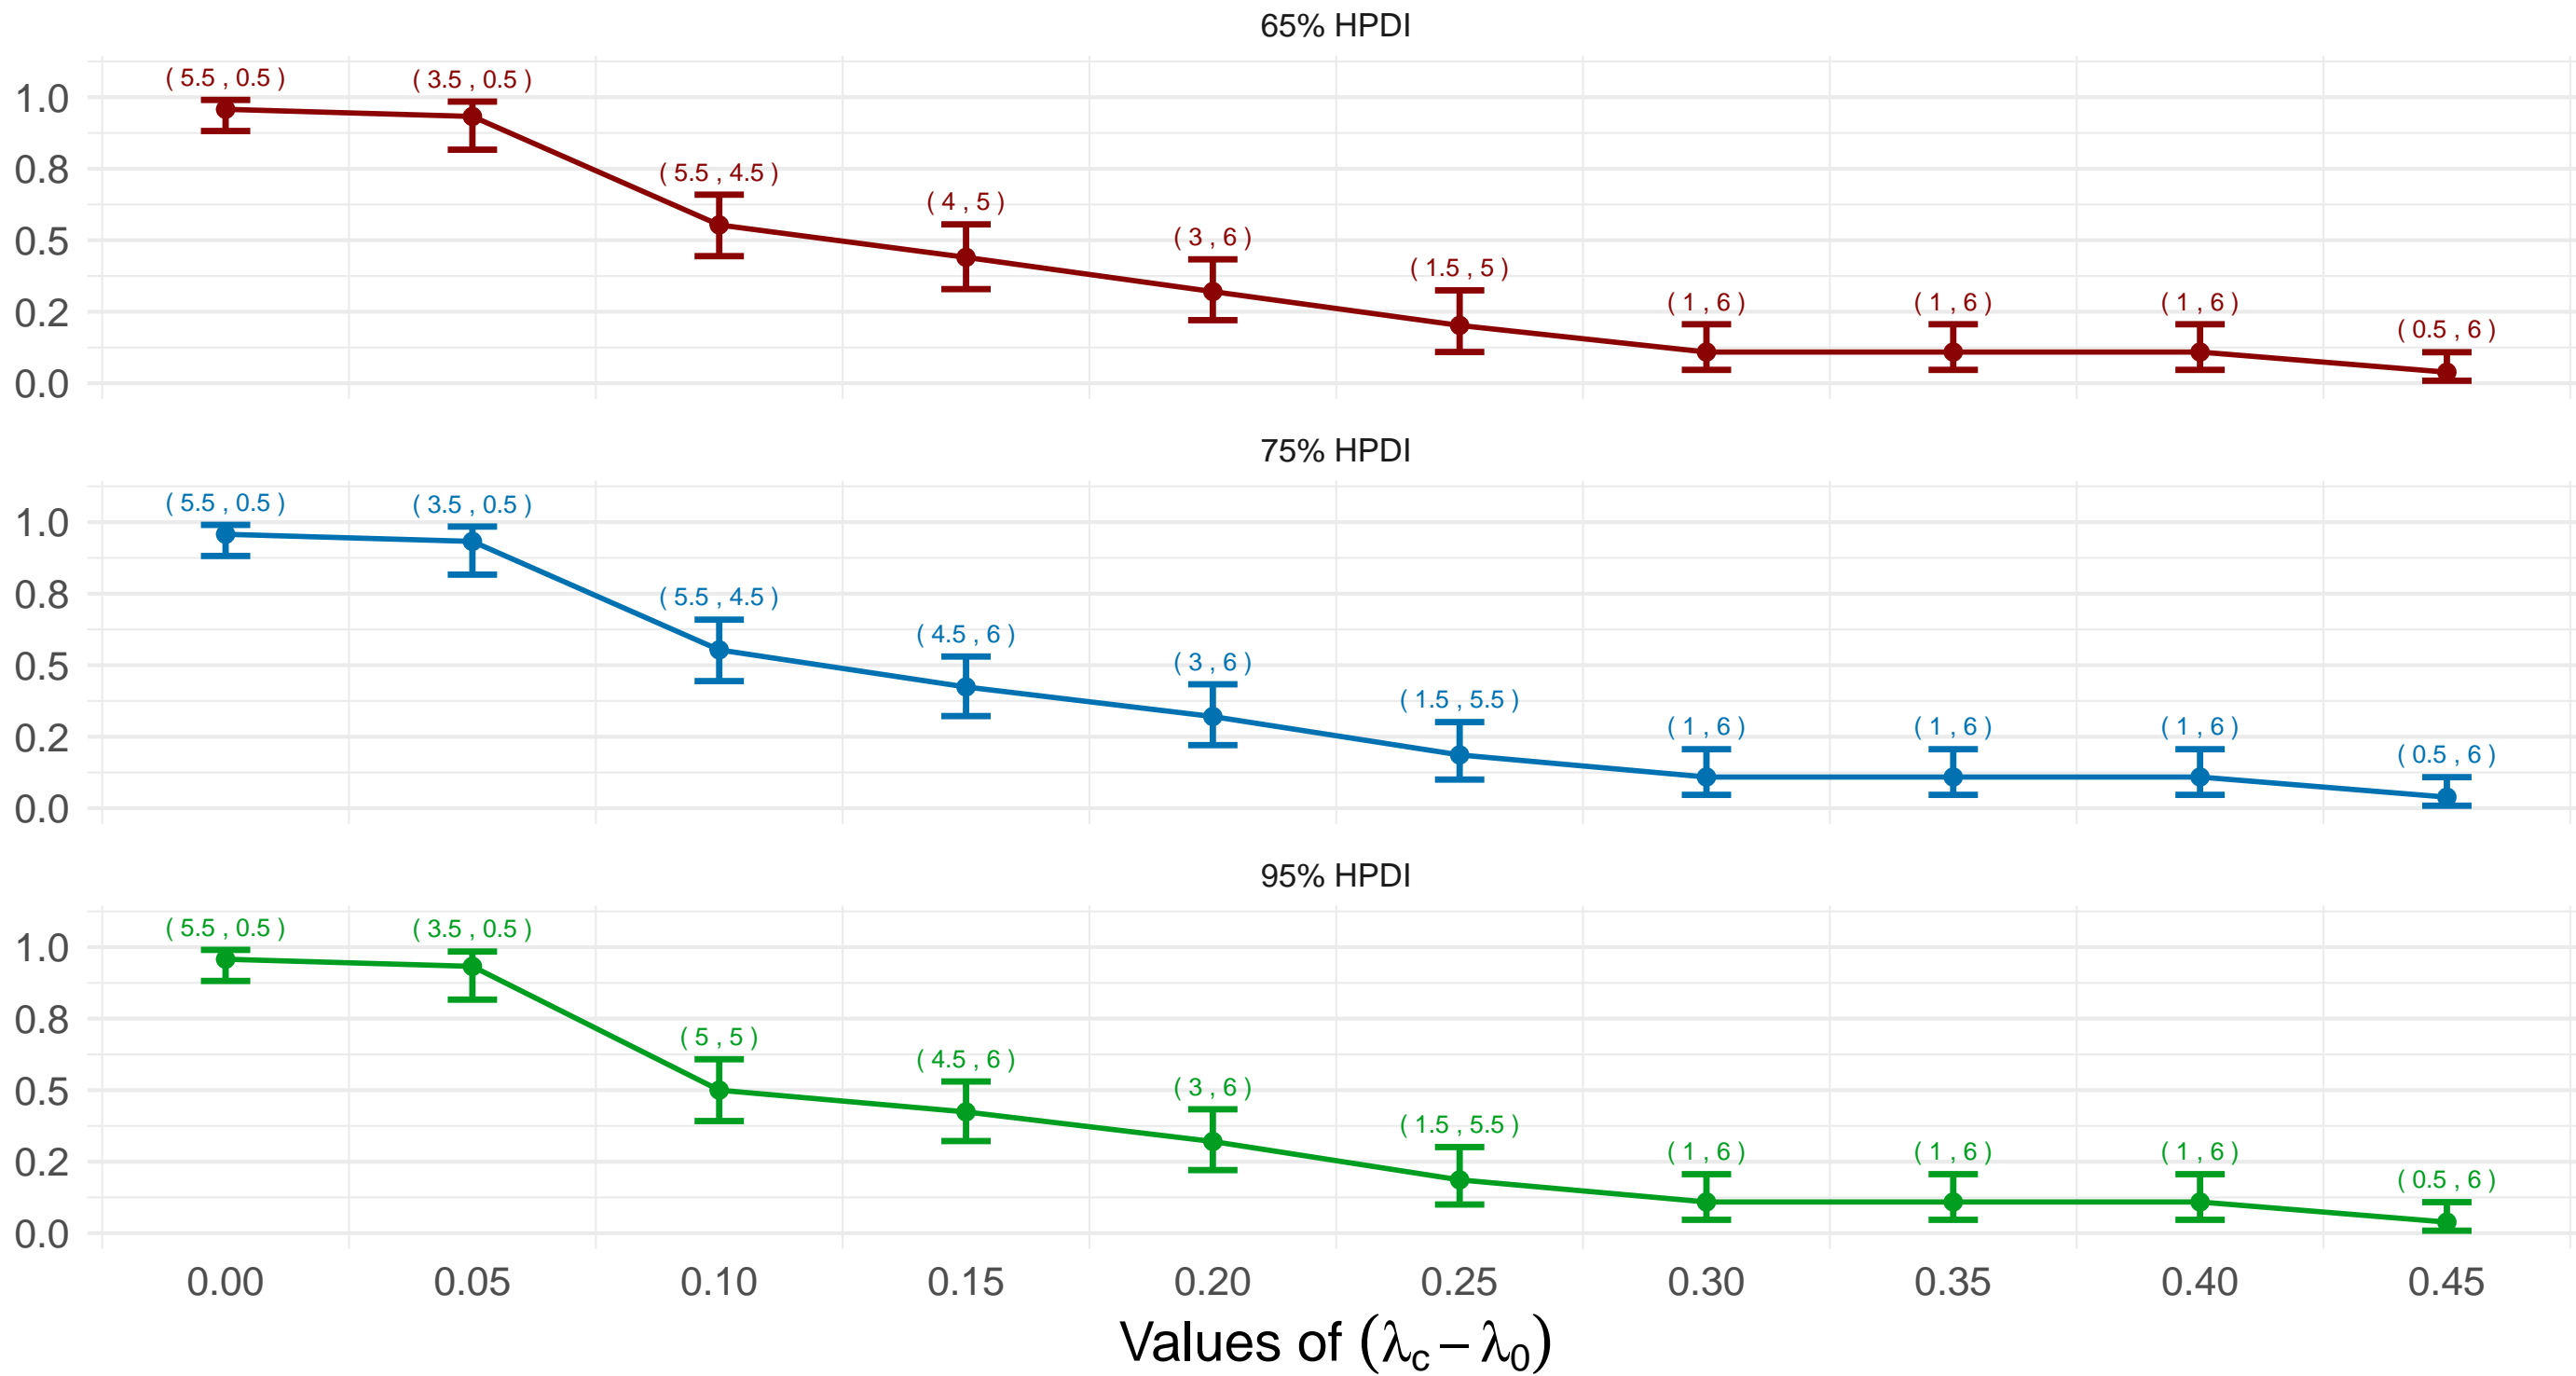 65% HPDI
( 5.5 , 0.5 ) ( 3.5 , 0.5 ) ( 5.5 , 4.5 ) ( 4 , 5 ) ( 3 , 6 ) ( 1.5 , 5 ) ( 1 , 6 ) ( 1 , 6 ) ( 1 , 6 ) ( 0.5 , 6 )
1.0
0.8
0.5
0.2
0.0
75% HPDI
( 5.5 , 0.5 ) ( 3.5 , 0.5 ) ( 5.5 , 4.5 ) ( 4.5 , 6 ) ( 3 , 6 ) ( 1.5 , 5.5 ) ( 1 , 6 ) ( 1 , 6 ) ( 1 , 6 ) ( 0.5 , 6 )
1.0
0.8
0.5
0.2
0.0
95% HPDI
( 5.5 , 0.5 ) ( 3.5 , 0.5 ) ( 5 , 5 ) ( 4.5 , 6 ) ( 3 , 6 ) ( 1.5 , 5.5 ) ( 1 , 6 ) ( 1 , 6 ) ( 1 , 6 ) ( 0.5 , 6 )
1.0
0.8
0.5
0.2
0.0
0.00 0.05 0.10 0.15 0.20 0.25 0.30 0.35 0.40 0.45
Values of (λc − λ0)